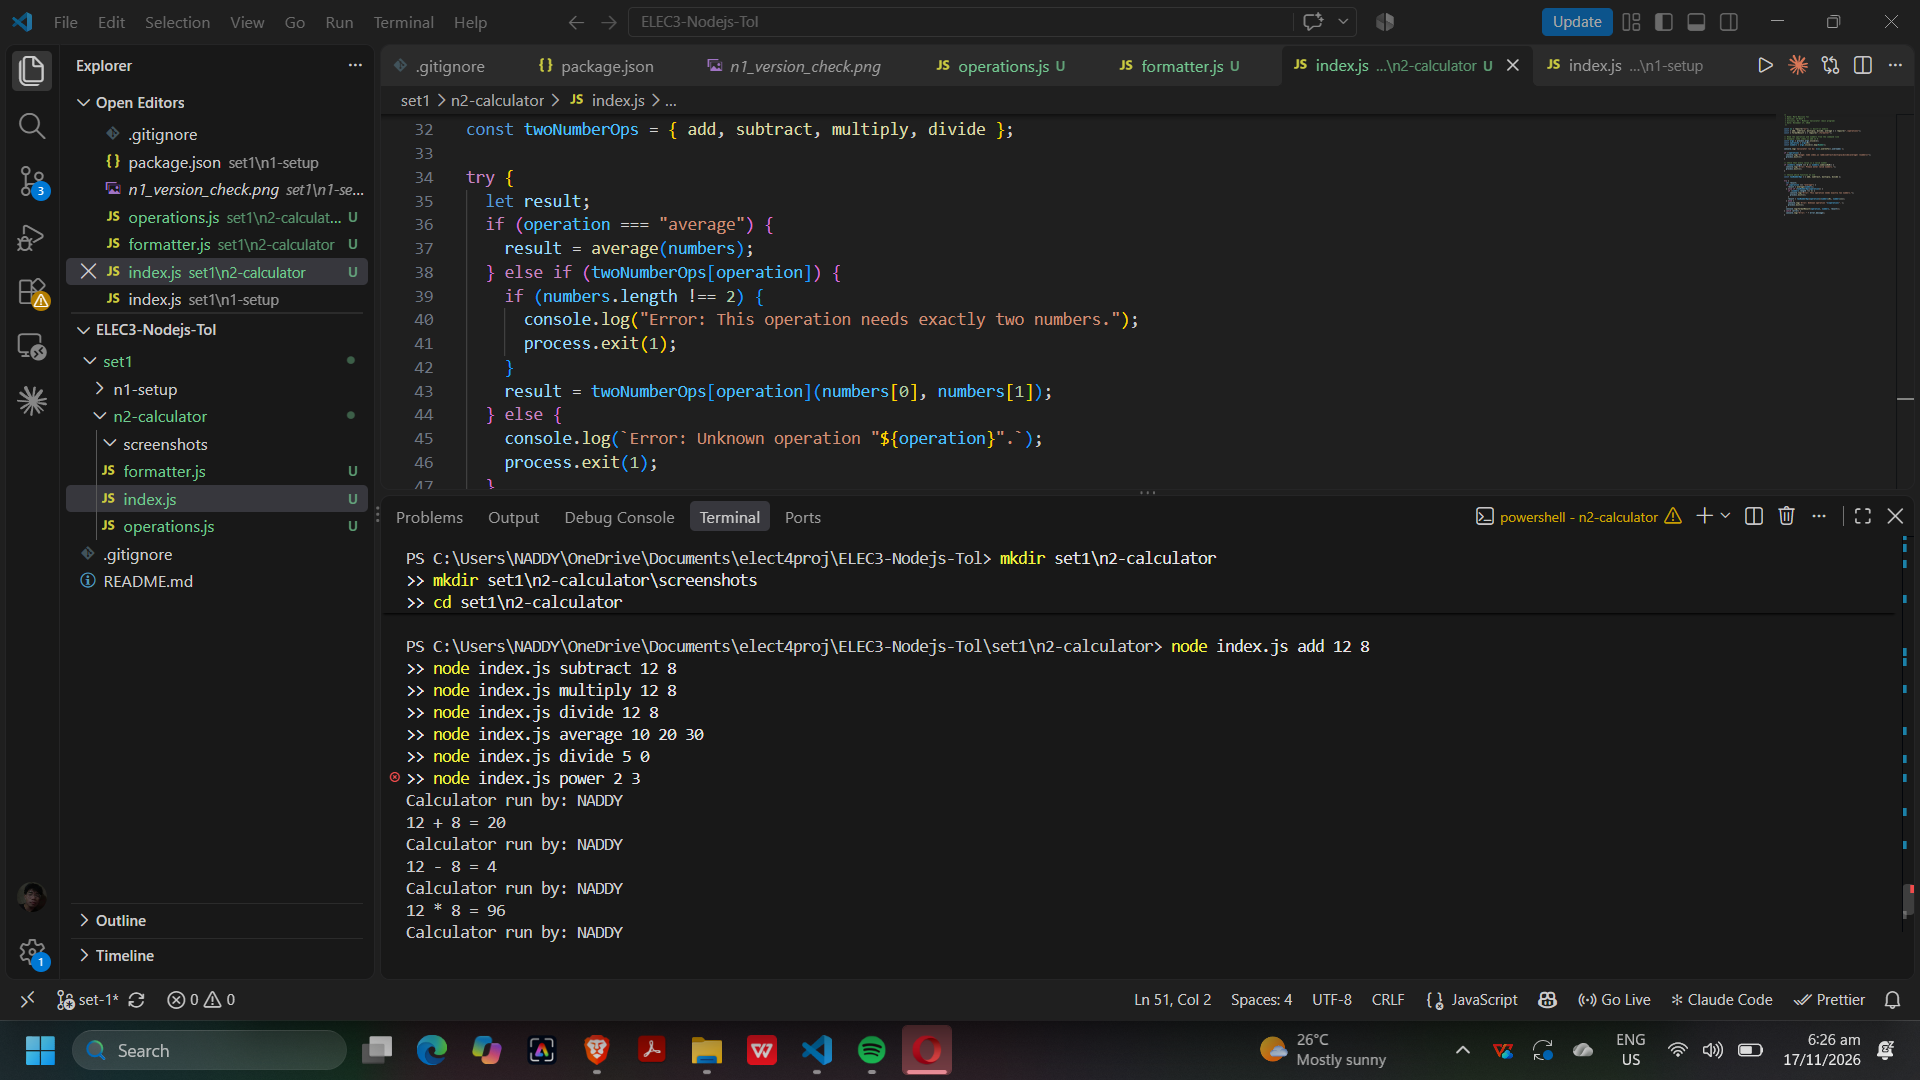 File Edit Selection View Go Run Terminal Help
ELEC3-Nodejs-Tol
Update
Explorer
Open Editors
.gitignore
package.json set1\n1-setup
n1_version_check.png set1\n1-se...
operations.js set1\n2-calculat... U
formatter.js set1\n2-calculator U
index.js set1\n2-calculator U
index.js set1\n1-setup
ELEC3-Nodejs-Tol
set1
n1-setup
n2-calculator
screenshots
formatter.js U
index.js U
operations.js U
.gitignore
README.md
Outline
Timeline
3
1
.gitignore
package.json
n1_version_check.png
operations.js U
formatter.js U
index.js ...\n2-calculator U
index.js ...\n1-setup
set1 > n2-calculator > JS index.js > ...
32 const twoNumberOps = { add, subtract, multiply, divide };
33
34 try {
35 let result;
36 if (operation === "average") {
37 result = average(numbers);
38 } else if (twoNumberOps[operation]) {
39 if (numbers.length !== 2) {
40 console.log("Error: This operation needs exactly two numbers.");
41 process.exit(1);
42 }
43 result = twoNumberOps[operation](numbers[0], numbers[1]);
44 } else {
45 console.log(`Error: Unknown operation "${operation}".`);
46 process.exit(1);
47 }
Problems Output Debug Console Terminal Ports
powershell - n2-calculator
PS C:\Users\NADDY\OneDrive\Documents\elect4proj\ELEC3-Nodejs-Tol> mkdir set1\n2-calculator
>> mkdir set1\n2-calculator\screenshots
>> cd set1\n2-calculator
PS C:\Users\NADDY\OneDrive\Documents\elect4proj\ELEC3-Nodejs-Tol\set1\n2-calculator> node index.js add 12 8
>> node index.js subtract 12 8
>> node index.js multiply 12 8
>> node index.js divide 12 8
>> node index.js average 10 20 30
>> node index.js divide 5 0
>> node index.js power 2 3
Calculator run by: NADDY
12 + 8 = 20
Calculator run by: NADDY
12 - 8 = 4
Calculator run by: NADDY
12 * 8 = 96
Calculator run by: NADDY
set-1* 0 0
Ln 51, Col 2 Spaces: 4 UTF-8 CRLF JavaScript Go Live Claude Code Prettier
Search
26°C
Mostly sunny
ENG
US
6:26 am
17/11/2026